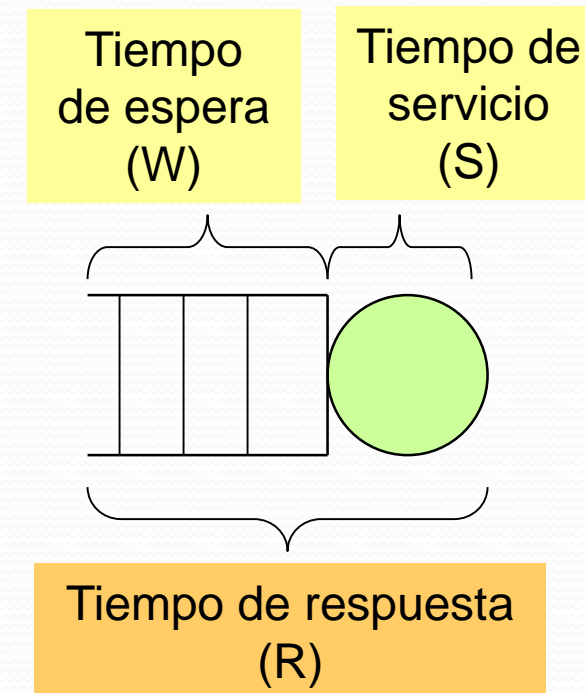 Tiempo
de espera
(W)
Tiempo de
servicio
(S)
Tiempo de respuesta
(R)